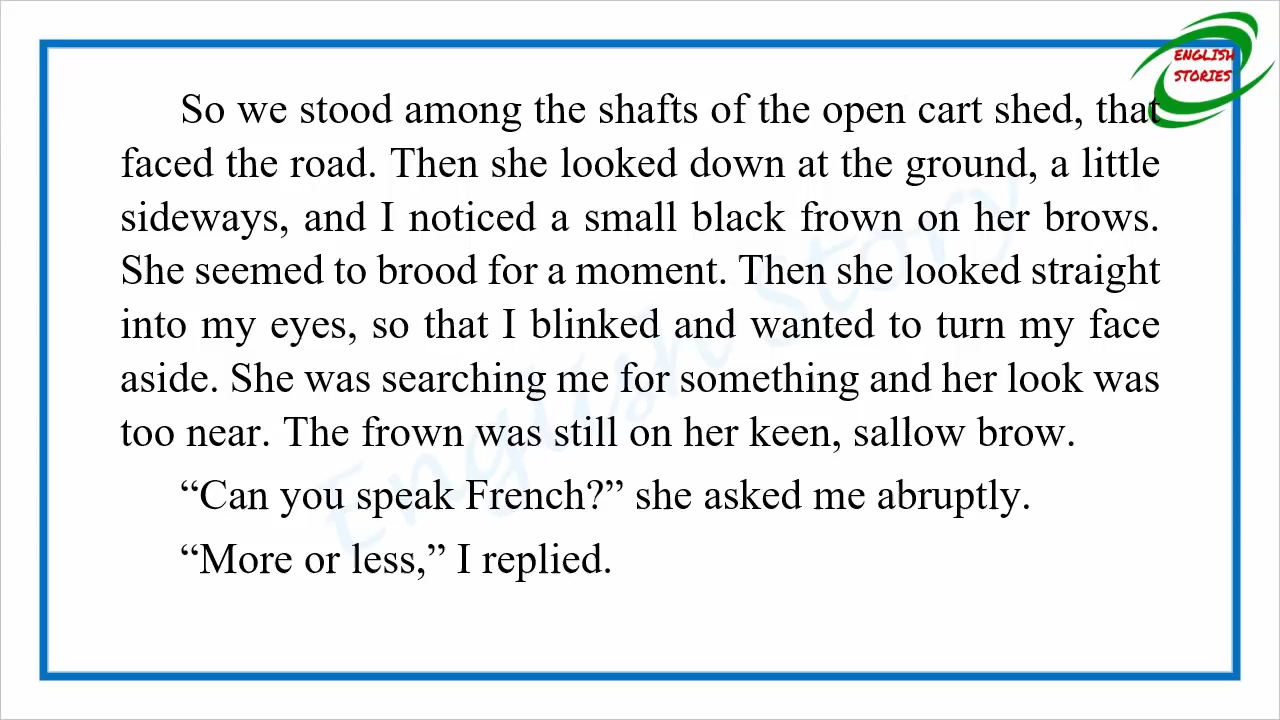 ENGLISH
STORIES
So we stood among the shafts of the open cart shed, that
faced the road. Then she looked down at the ground, a little
sideways, and I noticed a small black frown on her brows.
She seemed to brood for a moment. Then she looked straight
into my eyes, so that I blinked and wanted to turn my face
aside. She was searching me for something and her look was
too near. The frown was still on her keen, sallow brow.
“Can you speak French?” she asked me abruptly.
“More or less,” I replied.
English Story